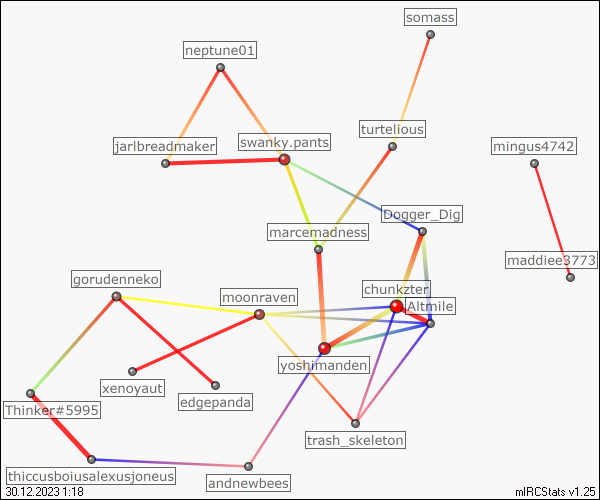 somass
neptune01
turtelious
swanky.pants
jarlbreadmaker
mingus4742
Dogger_Dig
marcemadness
maddiee3773
gorudenneko
chunkzter
moonraven
Altmile
yoshimanden
xenoyaut
edgepanda
Thinker#5995
trash_skeleton
thiccusboiusalexusjoneus
andnewbees
30.12.2023 1:18
mIRCStats v1.25